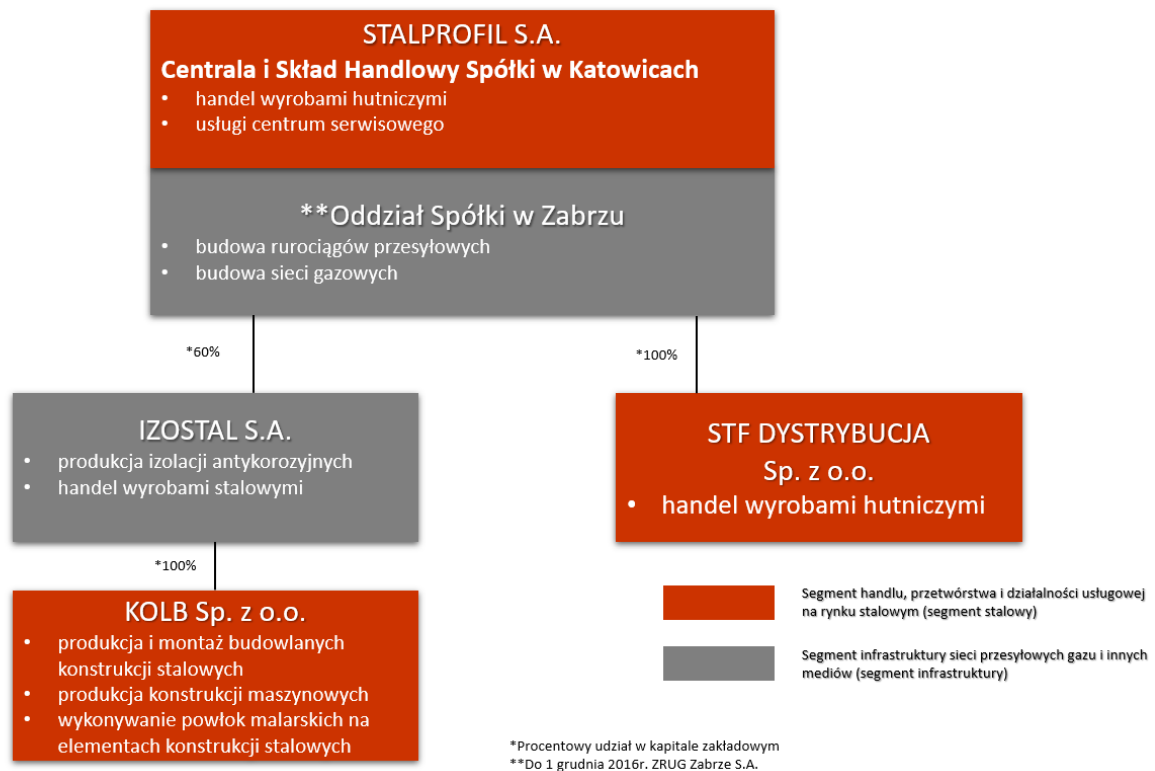 STALPROFIL S.A.
Centrala i Skład Handlowy Spółki w Katowicach
• handel wyrobami hutniczymi
• usługi centrum serwisowego
**Oddział Spółki w Zabrzu
• budowa rurociągów przesyłowych
• budowa sieci gazowych
*60%
*100%
IZOSTAL S.A.
• produkcja izolacji antykorozyjnych
• handel wyrobami stalowymi
STF DYSTRYBUCJA
Sp. z o.o.
• handel wyrobami hutniczymi
*100%
KOLB Sp. z o.o.
• produkcja i montaż budowlanych
konstrukcji stalowych
• produkcja konstrukcji maszynowych
• wykonywanie powłok malarskich na
elementach konstrukcji stalowych
Segment handlu, przetwórstwa i działalności usługowej
na rynku stalowym (segment stalowy)
Segment infrastruktury sieci przesyłowych gazu i innych
mediów (segment infrastruktury)
*Procentowy udział w kapitale zakładowym
**Do 1 grudnia 2016r. ZRUG Zabrze S.A.